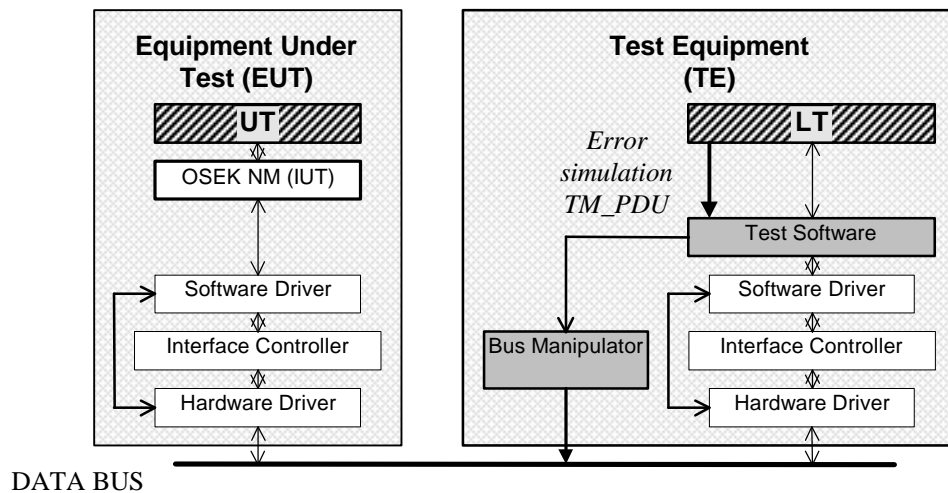 Equipment Under
Test (EUT)
UT
OSEK NM (IUT)
Software Driver
Interface Controller
Hardware Driver
Test Equipment
(TE)
LT
Error
simulation
TM_PDU
Test Software
Software Driver
Bus Manipulator
Interface Controller
Hardware Driver
DATA BUS